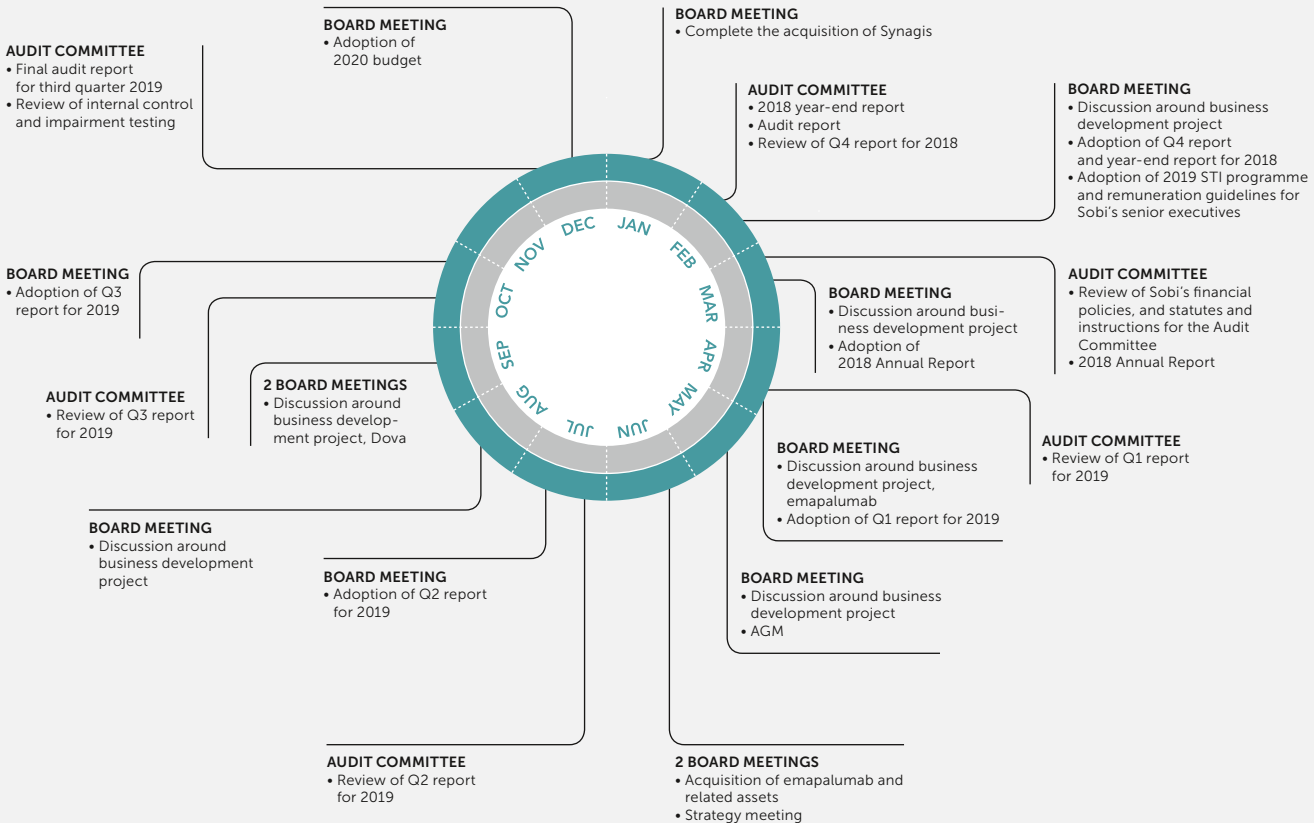 BOARD MEETING
• Complete the acquisition of Synagis
AUDIT COMMITTEE
• 2018 year-end report
• Audit report
• Review of Q4 report for 2018
BOARD MEETING
• Discussion around business
development project
• Adoption of Q4 report
and year-end report for 2018
• Adoption of 2019 STI programme
and remuneration guidelines for
Sobi's senior executives
AUDIT COMMITTEE
• Review of Sobi's financial
policies, and statutes and
instructions for the Audit
Committee
• 2018 Annual Report
BOARD MEETING
• Discussion around busi-
ness development project
• Adoption of
2018 Annual Report
AUDIT COMMITTEE
• Review of Q1 report
for 2019
BOARD MEETING
• Discussion around business
development project,
emapalumab
• Adoption of Q1 report for 2019
BOARD MEETING
• Discussion around business
development project
• AGM
2 BOARD MEETINGS
• Acquisition of emapalumab and
related assets
• Strategy meeting
AUDIT COMMITTEE
• Review of Q2 report
for 2019
BOARD MEETING
• Adoption of Q2 report
for 2019
BOARD MEETING
• Discussion around
business development
project
2 BOARD MEETINGS
• Discussion around
business develop-
ment project, Dova
AUDIT COMMITTEE
• Review of Q3 report
for 2019
BOARD MEETING
• Adoption of Q3
report for 2019
AUDIT COMMITTEE
• Final audit report
for third quarter 2019
• Review of internal control
and impairment testing
BOARD MEETING
• Adoption of
2020 budget
JAN
FEB
MAR
APR
MAY
JUN
JUL
AUG
SEP
OCT
NOV
DEC